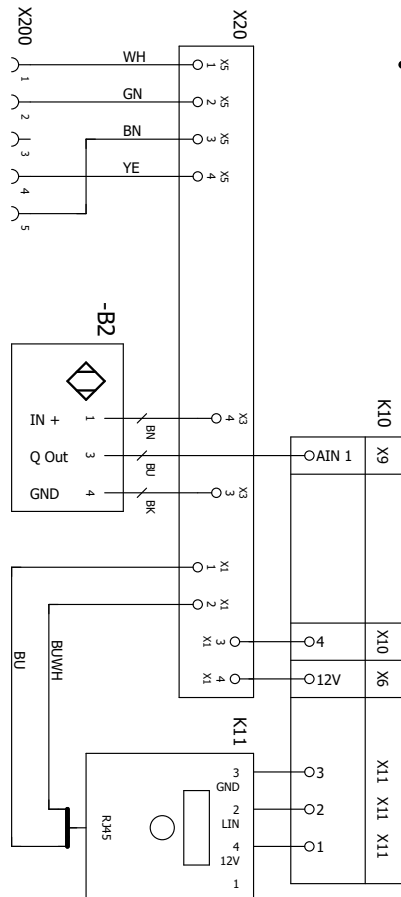 X200
X20
WH
1
1
X5
GN
2
2
X5
BN
3
3
X5
YE
4
4
X5
5
-B2
K10
IN +
1
BN
4
X3
AIN 1
X9
Q Out
3
BU
GND
4
BK
3
X3
1
X1
2
X1
BU
BUWH
X1
3
4
X10
X1
4
12V
X6
K11
RJ45
3
GND
3
X11
2
LIN
2
X11
4
12V
1
X11
1